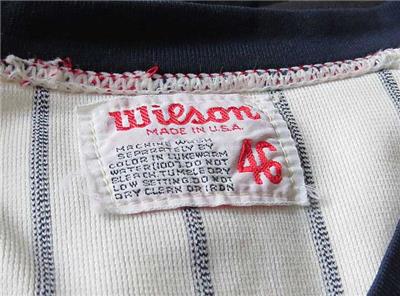 Wilson
MADE IN U.S.A.
MACHINE WASH
SEPARATELY BY
COLOR IN LUKEWARM
WATER(100°).DO NOT
BLEACH.TUMBLE DRY
LOW SETTING.DO NOT
DRY CLEAN OR IRON
46